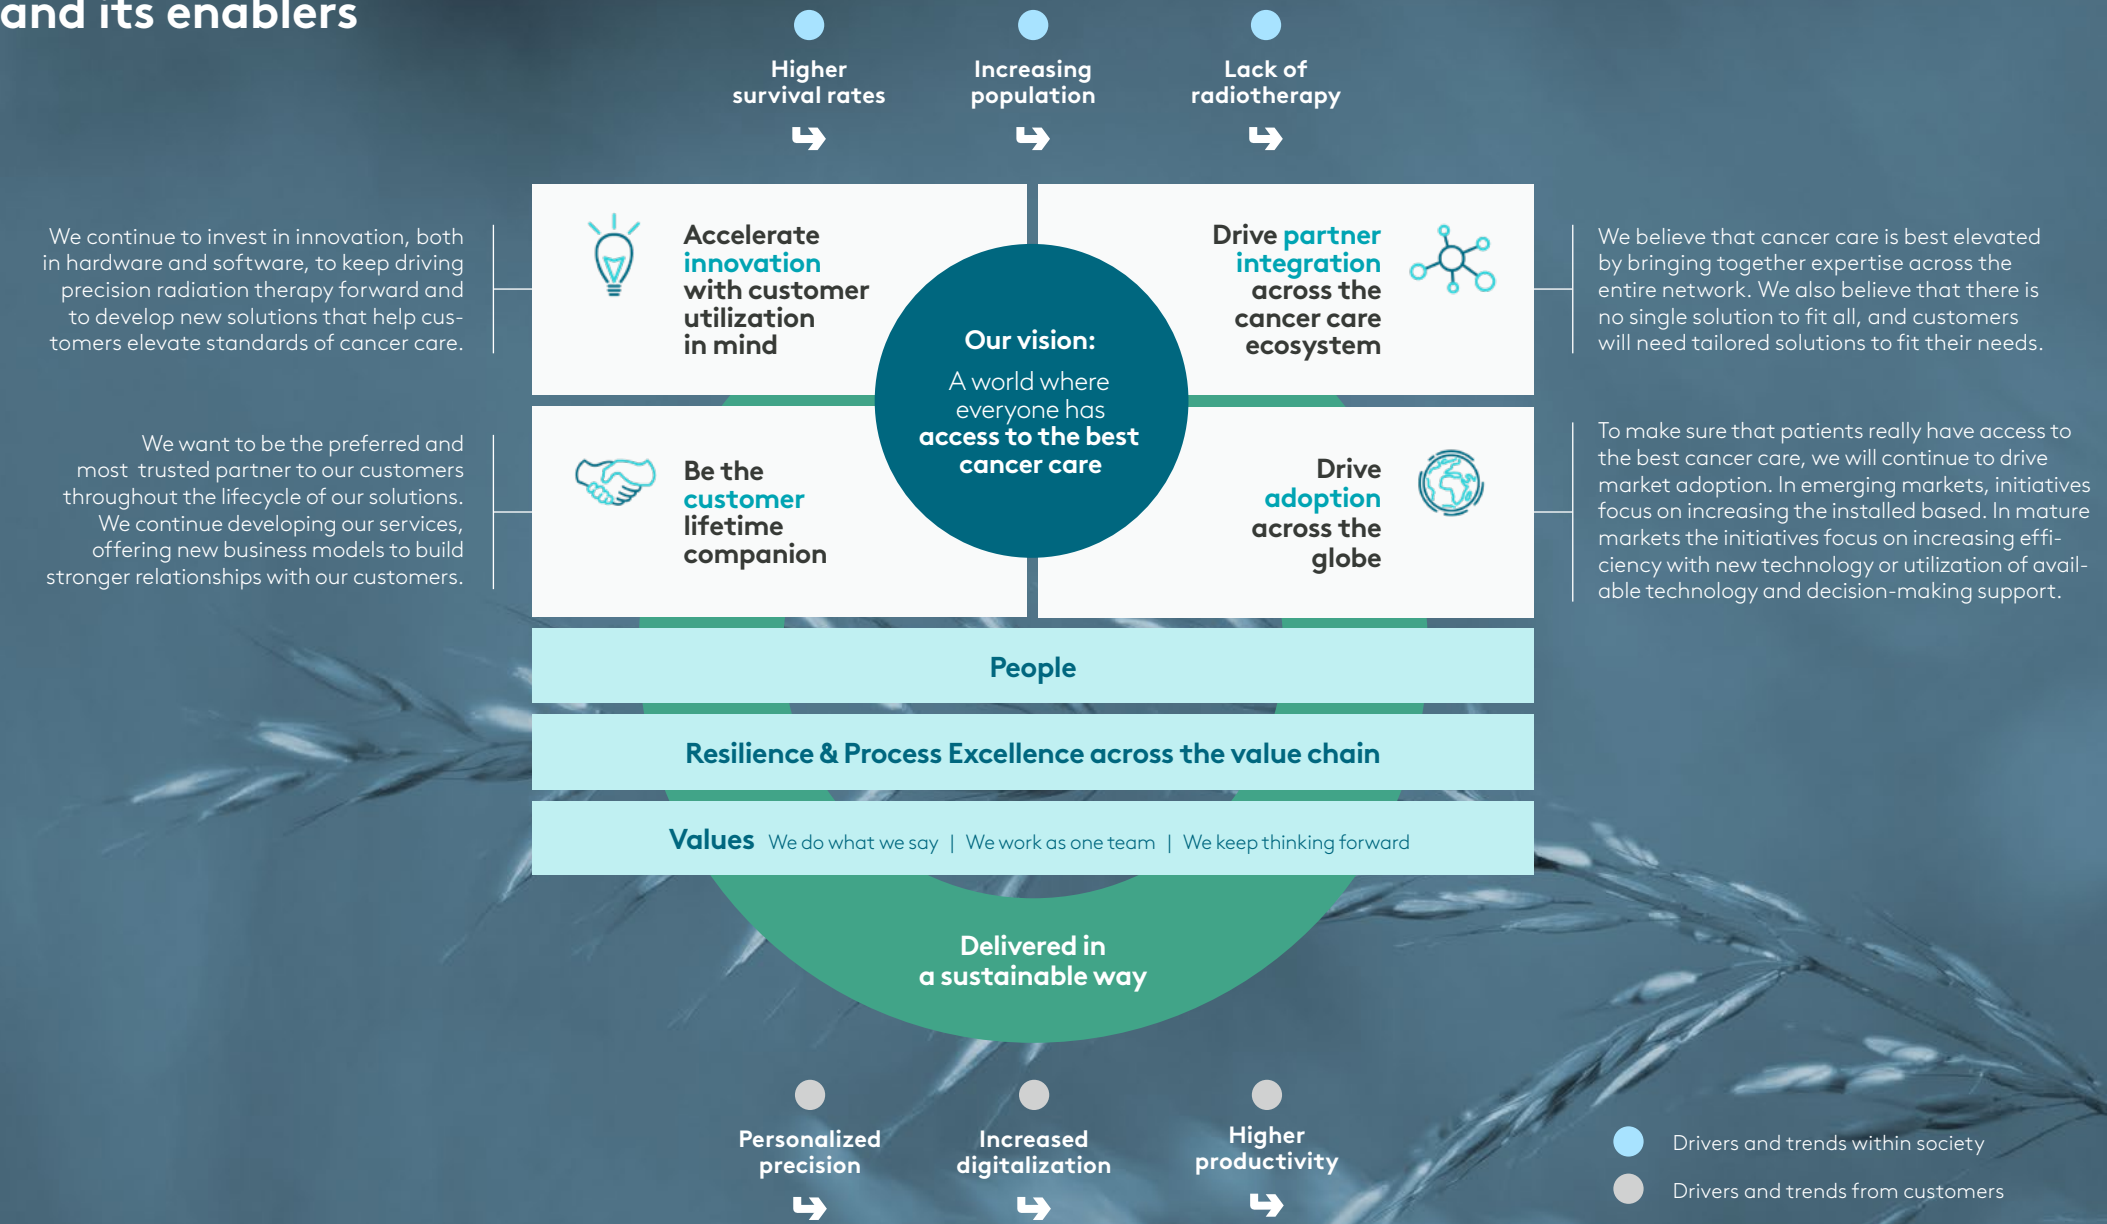 and its enablers
Higher
survival rates
Increasing
population
Lack of
radiotherapy
We continue to invest in innovation, both
in hardware and software, to keep driving
precision radiation therapy forward and
to develop new solutions that help cus-
tomers elevate standards of cancer care.
Accelerate
innovation
with customer
utilization
in mind
Drive partner
integration
across the
cancer care
ecosystem
We believe that cancer care is best elevated
by bringing together expertise across the
entire network. We also believe that there is
no single solution to fit all, and customers
will need tailored solutions to fit their needs.
Our vision:
A world where
everyone has
access to the best
cancer care
We want to be the preferred and
most trusted partner to our customers
throughout the lifecycle of our solutions.
We continue developing our services,
offering new business models to build
stronger relationships with our customers.
Be the
customer
lifetime
companion
Drive
adoption
across the
globe
To make sure that patients really have access to
the best cancer care, we will continue to drive
market adoption. In emerging markets, initiatives
focus on increasing the installed based. In mature
markets the initiatives focus on increasing effi-
ciency with new technology or utilization of avail-
able technology and decision-making support.
People
Resilience & Process Excellence across the value chain
Values We do what we say | We work as one team | We keep thinking forward
Delivered in
a sustainable way
Personalized
precision
Increased
digitalization
Higher
productivity
Drivers and trends within society
Drivers and trends from customers